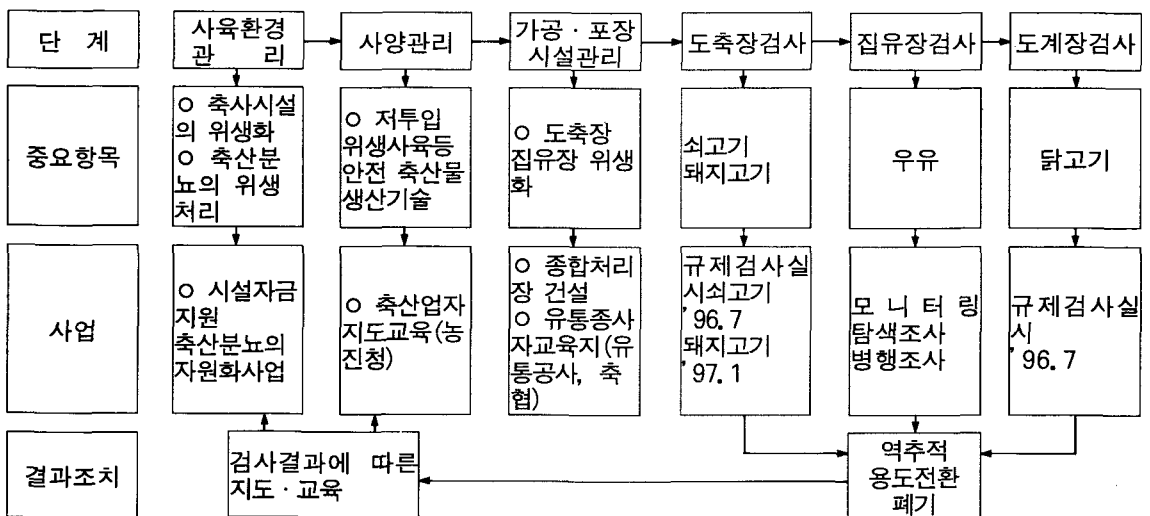 단 계
사육환경
관 리
사양관리
가공·포장
시설관리
도축장검사
집유장검사
도계장검사
중요항목
○ 축사시설
의 위생화
○ 축산분
뇨의 위생
처리
○ 저투입
위생사육등
안전 축산물
생산기술
○ 도축장
집유장 위생
화
쇠고기
돼지고기
우유
닭고기
사업
○ 시설자금
지원
축산분뇨의
자원화사업
○ 축산업자
지도교육(농
진청)
○ 종합처리
장 건설
○ 유통종사
자교육지(유
통공사, 축
협)
규제검사실
시쇠고기
'96.7
돼지고기
'97.1
모 니 터 링
탐색조사
병행조사
규제검사실
시
'96.7
결과조치
검사결과에 따른
지도·교육
역추적
용도전환
폐기